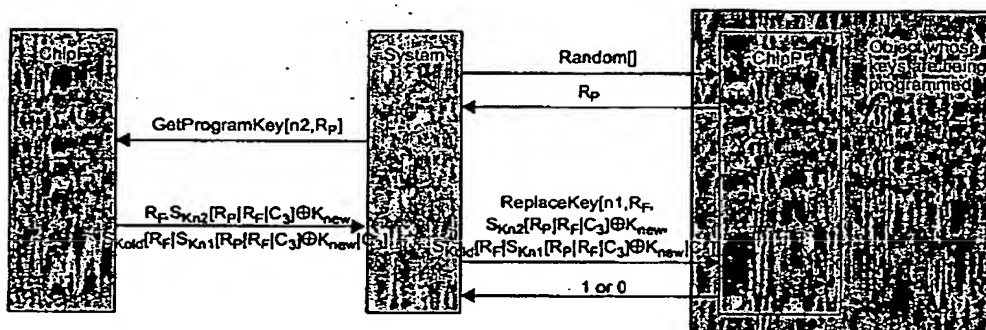 ChipF
System
ChipP
Object whose
keys are being
programmed
Random[]
RP
GetProgramKey[n2,RP]
RF,SKn2[RP|RF|C3]⊕Knew
Kold[RF|SKn1[RP|RF|C3]⊕Knew|C3]
ReplaceKey[n1,RF,
SKn2[RP|RF|C3]⊕Knew,
SKold[RF|SKn1[RP|RF|C3]⊕Knew|
1 or 0